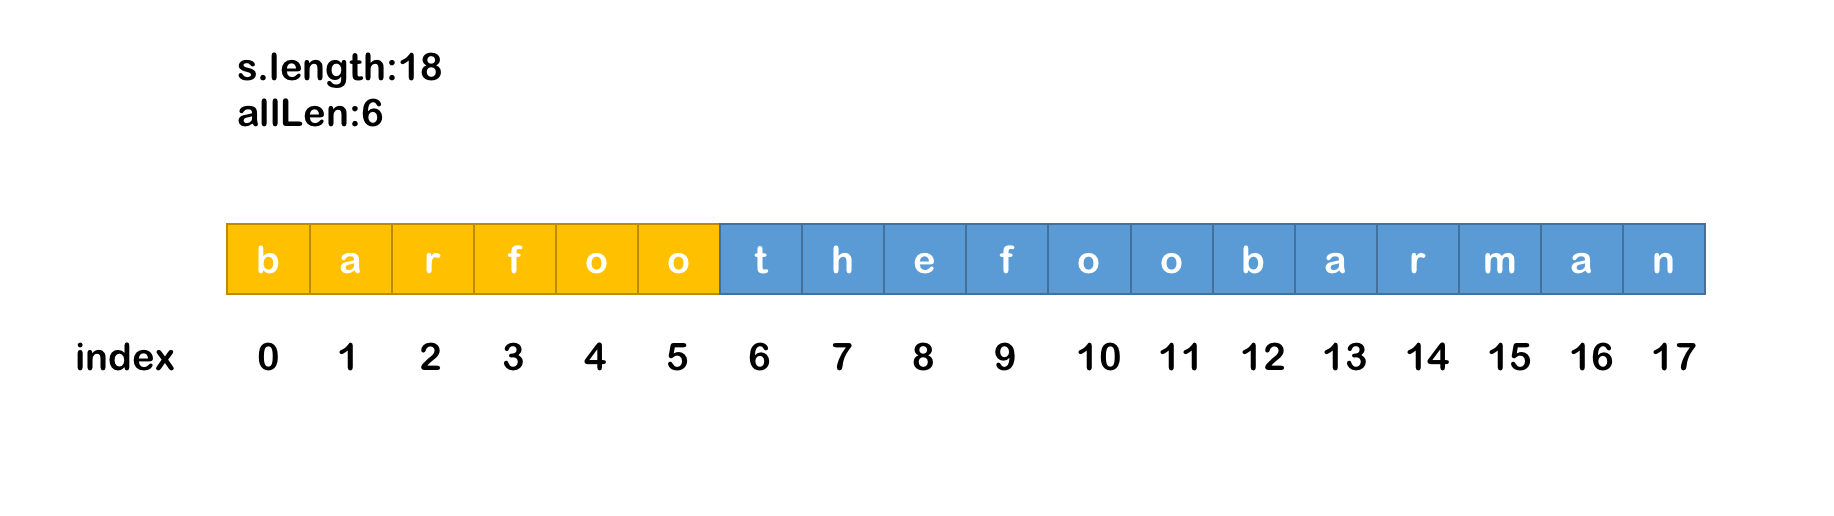 s.length:18
allLen:6
b a r f o o t h e f o o b a r m a n
index 0 1 2 3 4 5 6 7 8 9 10 11 12 13 14 15 16 17